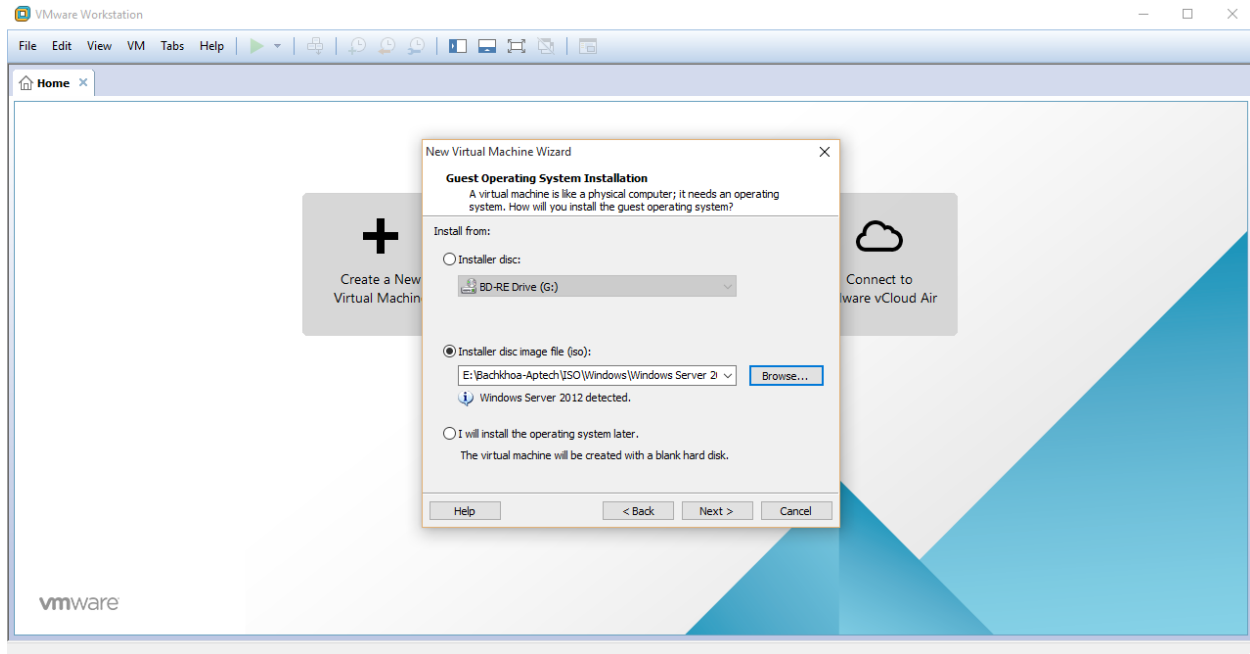 VMware Workstation
File Edit View VM Tabs Help
Home
New Virtual Machine Wizard
Guest Operating System Installation
A virtual machine is like a physical computer; it needs an operating
system. How will you install the guest operating system?
Install from:
Installer disc:
BD-RE Drive (G:)
Installer disc image file (iso):
E:\Bachkhoa-Aptech\ISO\Windows\Windows Server 2
Browse...
Windows Server 2012 detected.
I will install the operating system later.
The virtual machine will be created with a blank hard disk.
Help < Back Next > Cancel
Create a New
Virtual Machin
Connect to
ware vCloud Air
vmware